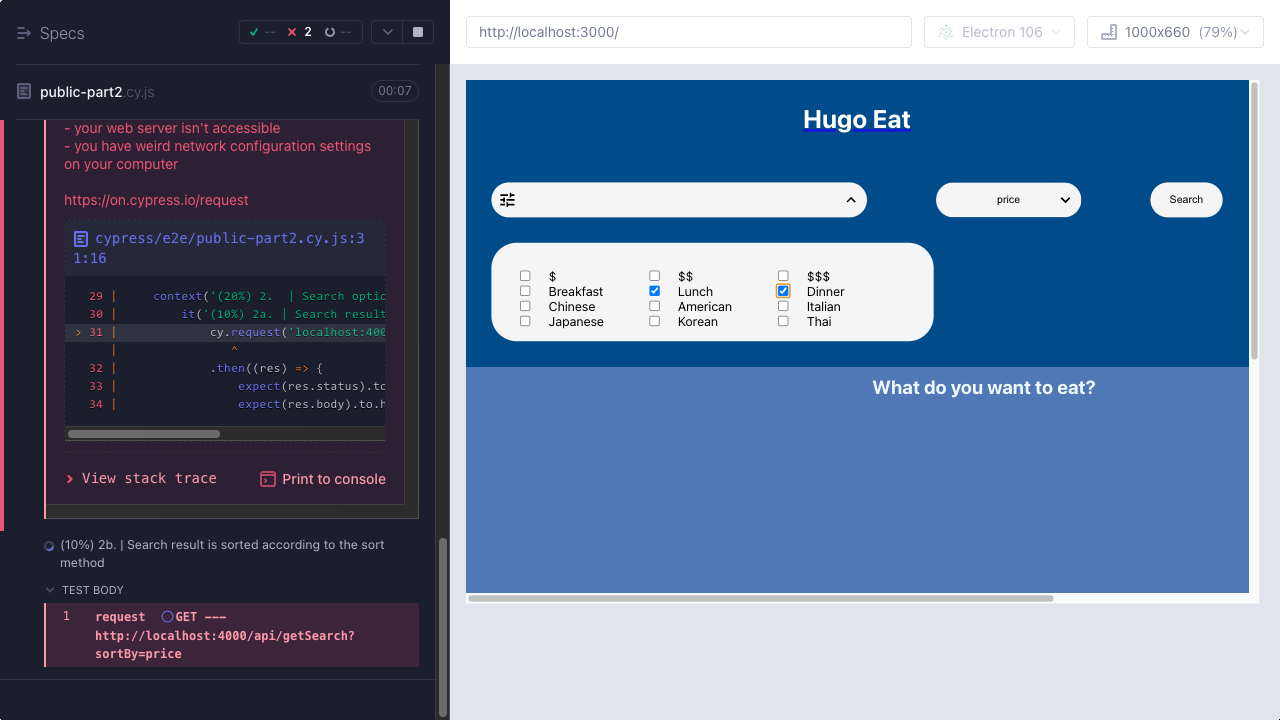 Specs
-- 2 --
public-part2.cy.js
00:07
- your web server isn't accessible
- you have weird network configuration settings
on your computer
https://on.cypress.io/request
cypress/e2e/public-part2.cy.js:3
1:16
29 | context('(20%) 2. | Search optic
30 | it('(10%) 2a. | Search result
> 31 | cy.request('localhost:400
| ^
32 | .then((res) => {
33 | expect(res.status).to
34 | expect(res.body).to.h
View stack trace
Print to console
(10%) 2b. | Search result is sorted according to the sort
method
TEST BODY
1 request GET ---
http://localhost:4000/api/getSearch?
sortBy=price
http://localhost:3000/
Electron 106
1000x660 (79%)
Hugo Eat
price
Search
$ $$ $$$
Breakfast Lunch Dinner
Chinese American Italian
Japanese Korean Thai
What do you want to eat?